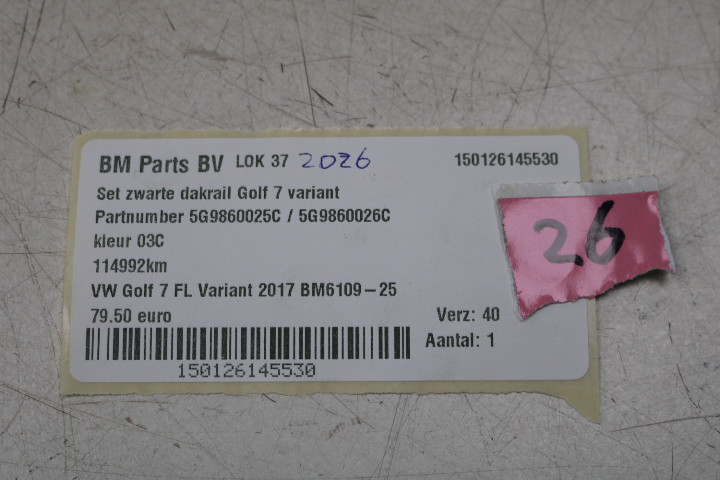 BM Parts BV LOK 37 2026 150126145530
Set zwarte dakrail Golf 7 variant
Partnumber 5G9860025C / 5G9860026C
kleur 03C
114992km
VW Golf 7 FL Variant 2017 BM6109-25
79.50 euro Verz: 40
Aantal: 1
150126145530
26